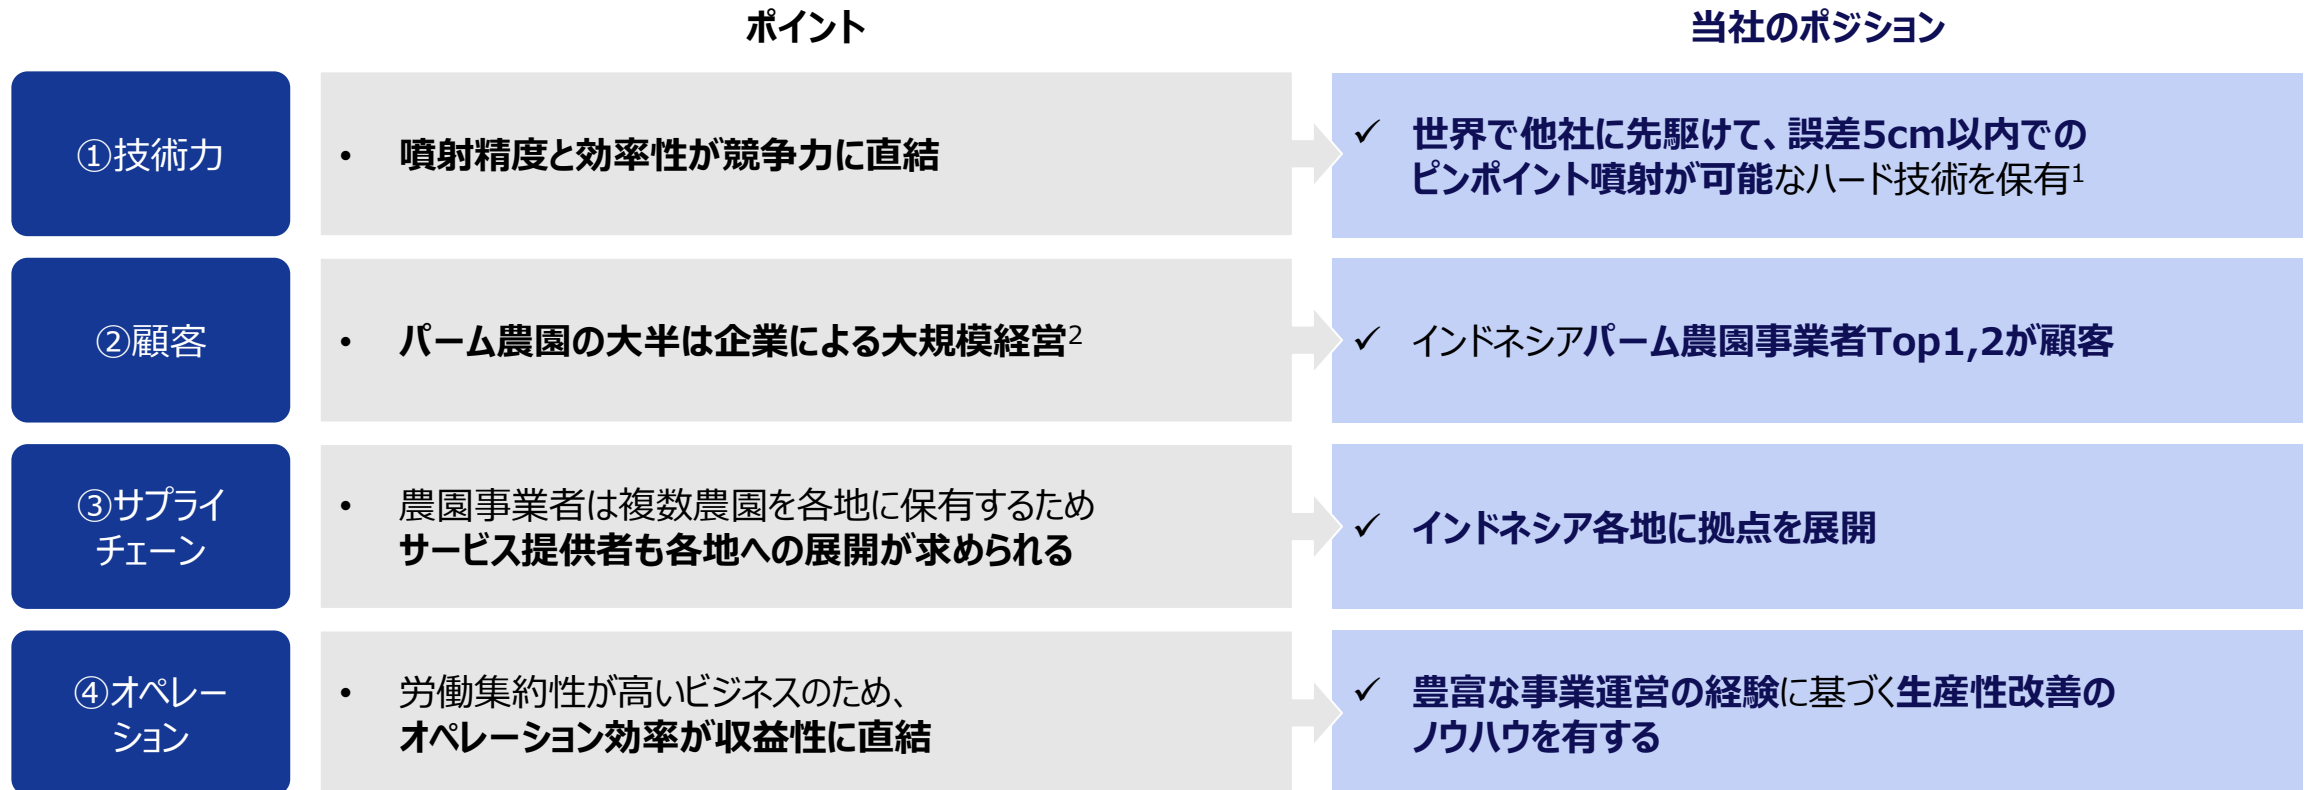 ポイント
当社のポジション
①技術力
• 噴射精度と効率性が競争力に直結
✓ 世界で他社に先駆けて、誤差5cm以内での
ピンポイント噴射が可能なハード技術を保有1
②顧客
• パーム農園の大半は企業による大規模経営2
✓ インドネシアパーム農園事業者Top1,2が顧客
③サプライ
チェーン
• 農園事業者は複数農園を各地に保有するため
サービス提供者も各地への展開が求められる
✓ インドネシア各地に拠点を展開
④オペレー
ション
• 労働集約性が高いビジネスのため、
オペレーション効率が収益性に直結
✓ 豊富な事業運営の経験に基づく生産性改善の
ノウハウを有する